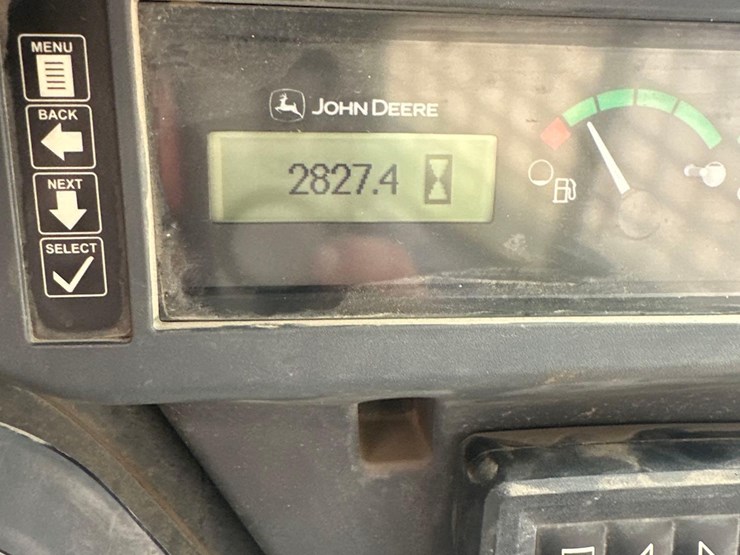 MENU
BACK
NEXT
SELECT
JOHN DEERE
2827.4